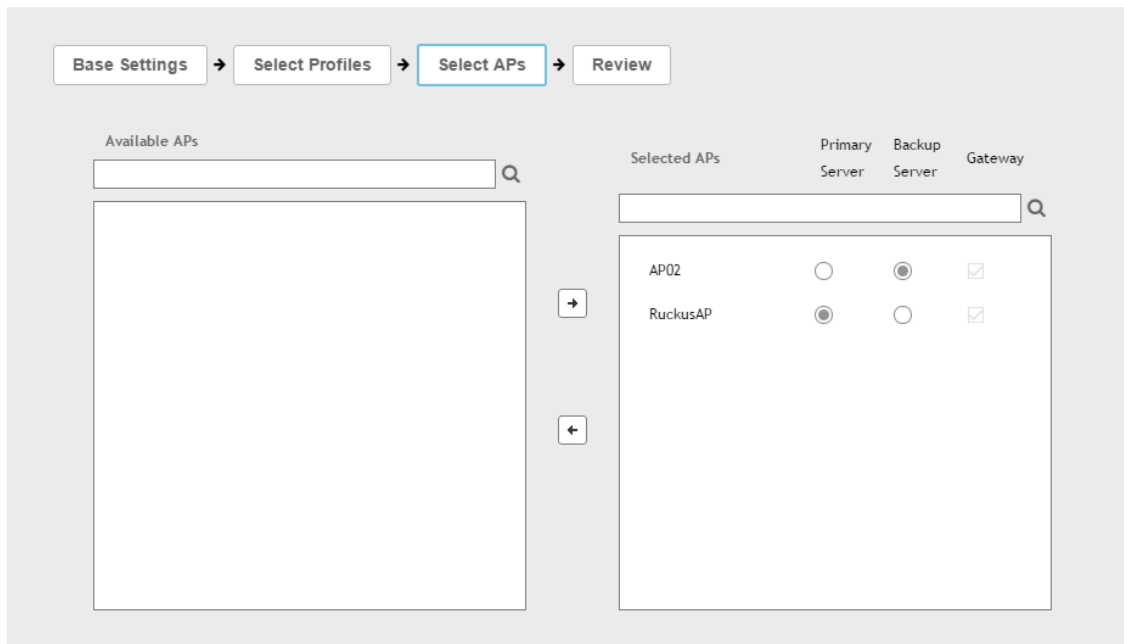 Base Settings → Select Profiles → Select APs → Review
Available APs
Selected APs
Primary Server
Backup Server
Gateway
AP02
RuckusAP